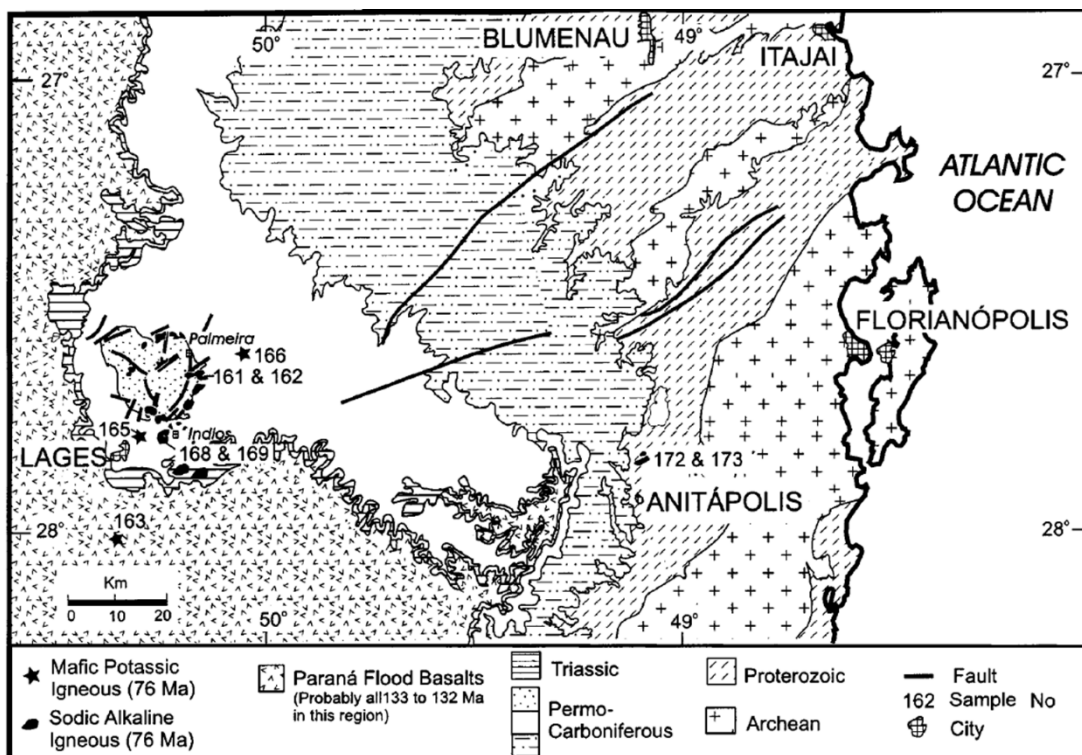 50°
BLUMENAU
49°
ITAJAI
27°
27°
ATLANTIC
OCEAN
FLORIANÓPOLIS
Palmeira
166
161 & 162
165
Indios
LAGES
168 & 169
172 & 173
ANITÁPOLIS
163
28°
28°
Km
0 10 20
50°
49°
Mafic Potassic
Igneous (76 Ma)
Sodic Alkaline
Igneous (76 Ma)
Paraná Flood Basalts
(Probably all133 to 132 Ma
in this region)
Triassic
Permo-
Carboniferous
Proterozoic
Archean
Fault
162 Sample No
City